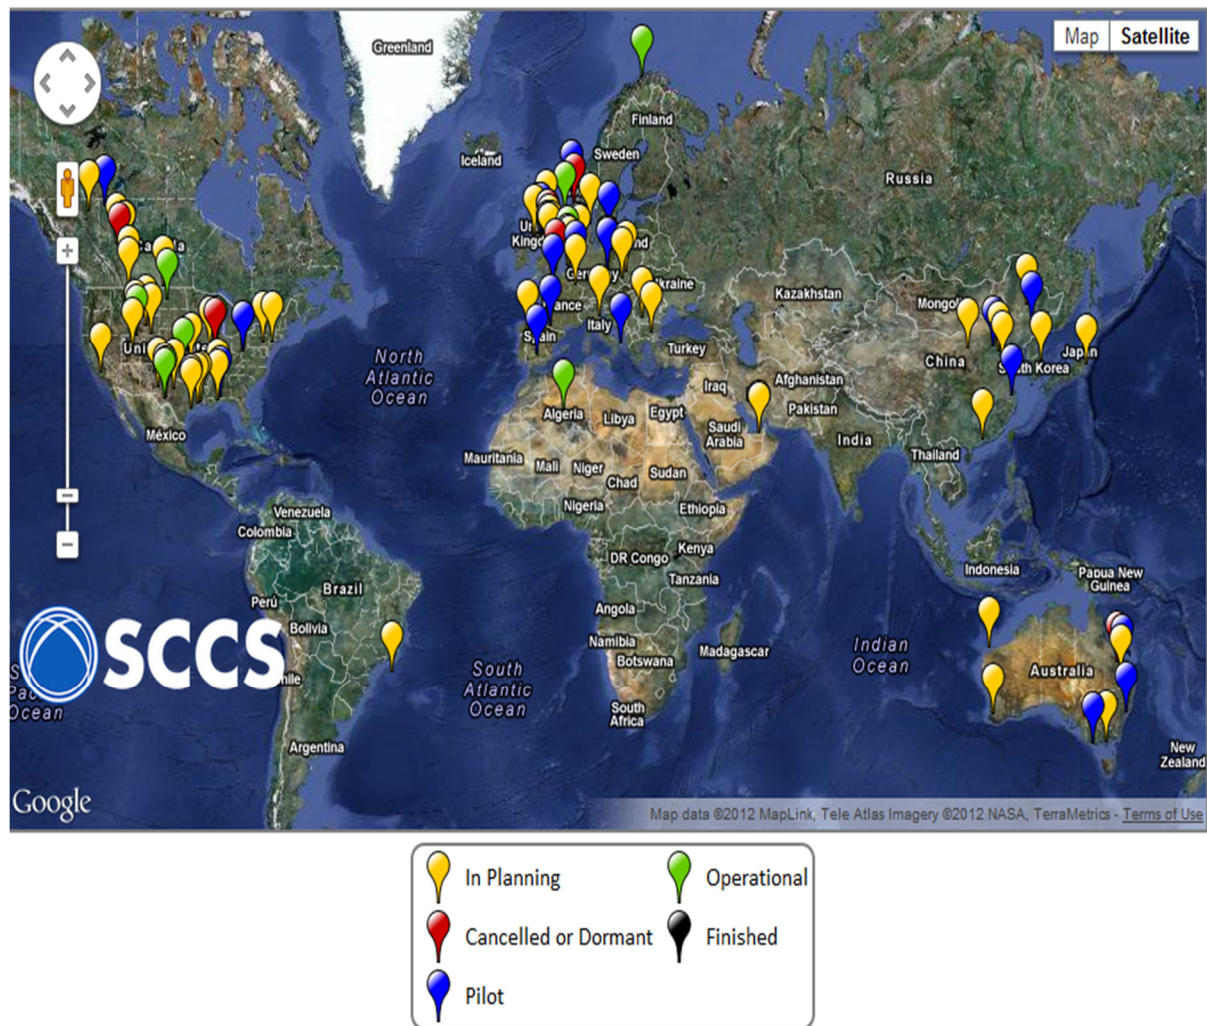 Greenland
Map
Satellite
Finland
Iceland
Sweden
Russia
Kingdom
Ukraine
Kazakhstan
France
Italy
Spain
North
Atlantic
Ocean
Turkey
China
Japan
South Korea
Iraq
Afghanistan
Algeria
Libya
Egypt
Pakistan
México
Saudi
Arabia
India
Thailand
Mauritania
Mali
Niger
Chad
Sudan
Nigeria
Ethiopia
Venezuela
Colombia
DR Congo
Kenya
Indonesia
Papua New
Guinea
Tanzania
Brazil
Perú
Angola
Bolivia
Namibia
Botswana
Madagascar
Indian
Ocean
Australia
SCCS
South
Atlantic
Ocean
Ocean
South
Africa
Argentina
New
Zealand
Google
Map data ©2012 MapLink, Tele Atlas Imagery ©2012 NASA, TerraMetrics - Terms of Use
In Planning
Operational
Cancelled or Dormant
Finished
Pilot